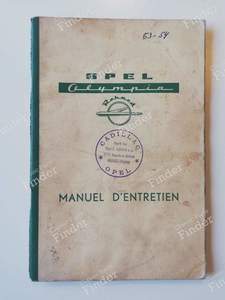 53-54
OPEL
Olympia
Rekord
CADILLAC
OPEL
MANUEL D'ENTRETIEN